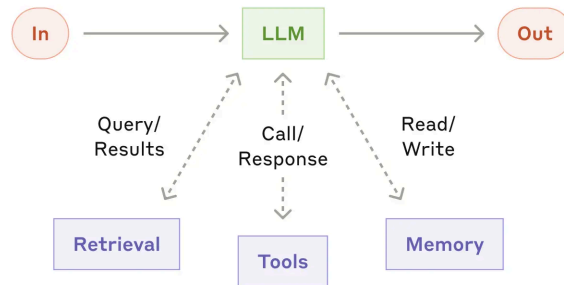 In
LLM
Out
Query/
Results
Call/
Response
Read/
Write
Retrieval
Tools
Memory